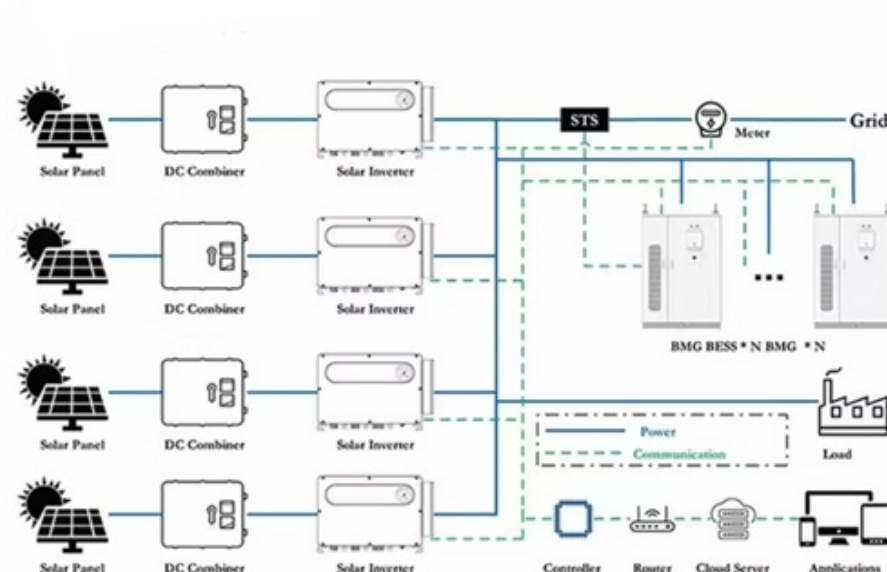 STS
Grid
Meter
Solar Panel
DC Combiner
Solar Inverter
Solar Panel
DC Combiner
Solar Inverter
BMG BESS * N BMG * N
Solar Panel
DC Combiner
Solar Inverter
Power
Communication
Load
Solar Panel
DC Combiner
Solar Inverter
Controller
Router
Cloud Server
Applications